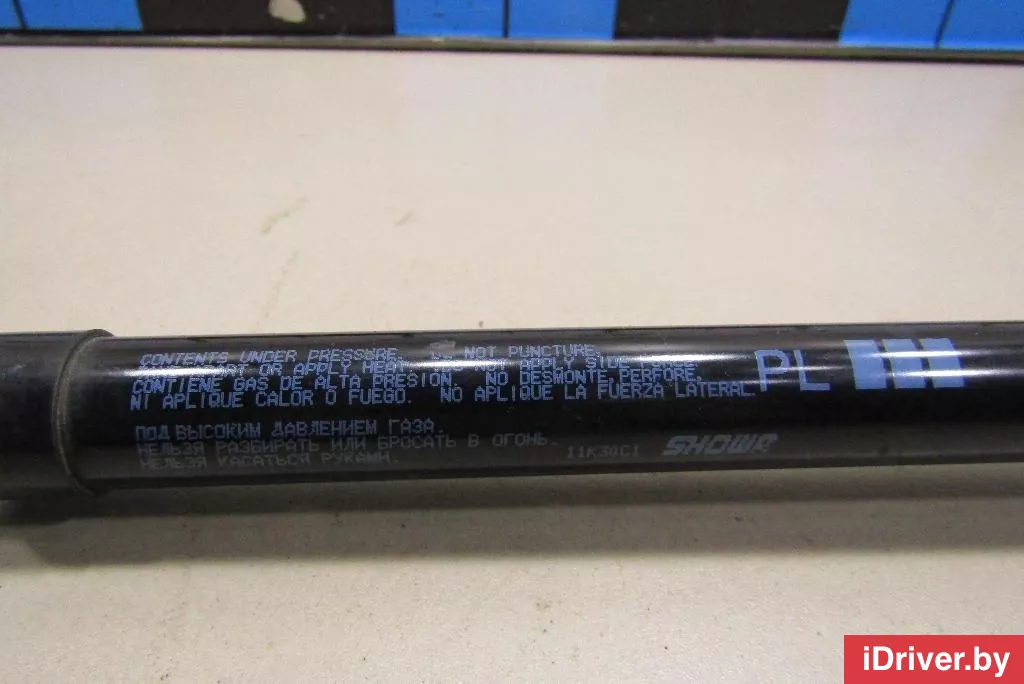 CONTENTS UNDER PRESSURE. DO NOT PUNCTURE.
ART OR APPLY HEAT. DO NOT APPLY SIDE
CONTIENE GAS DE ALTA PRESION. NO DESMONTE PERFORE.
NI APLIQUE CALOR O FUEGO. NO APLIQUE LA FUERZA LATERAL.
PL
ПОД ВЫСОКИМ ДАВЛЕНИЕМ ГАЗА.
НЕЛЬЗЯ РАЗБИРАТЬ ИЛИ БРОСАТЬ В ОГОНЬ.
НЕЛЬЗЯ КАСАТЬСЯ РУКАМИ. I1K30CI SHOWA
iDriver.by